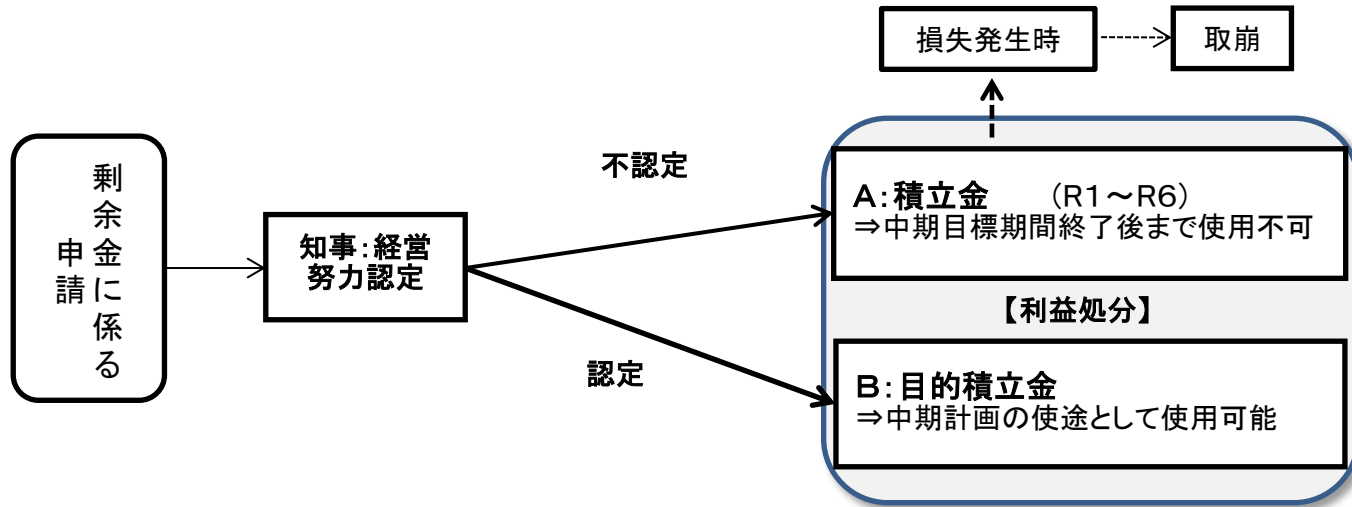 損失発生時
取崩
剰余金に係る
申請
知事：経営
努力認定
不認定
認定
A：積立金　（R1～R6）
⇒中期目標期間終了後まで使用不可
【利益処分】
B：目的積立金
⇒中期計画の使途として使用可能